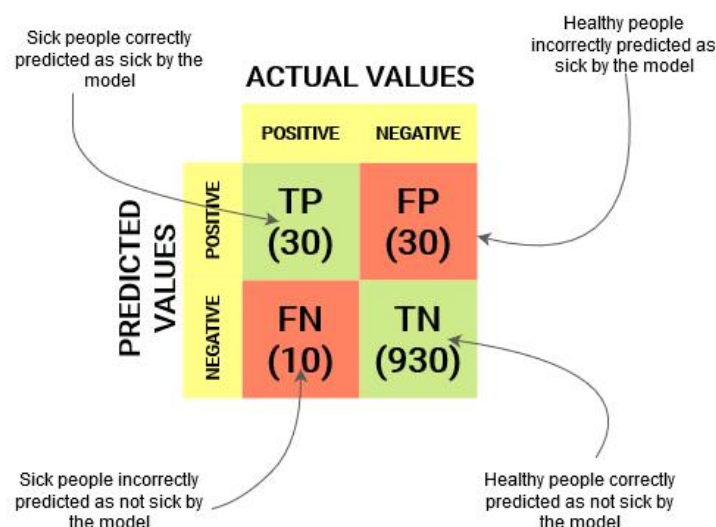 Sick people correctly
predicted as sick by the
model
Healthy people
incorrectly predicted as
sick by the model
ACTUAL VALUES
POSITIVE NEGATIVE
PREDICTED
VALUES
POSITIVE
TP
(30)
FP
(30)
NEGATIVE
FN
(10)
TN
(930)
Sick people incorrectly
predicted as not sick by
the model
Healthy people correctly
predicted as not sick by
the model